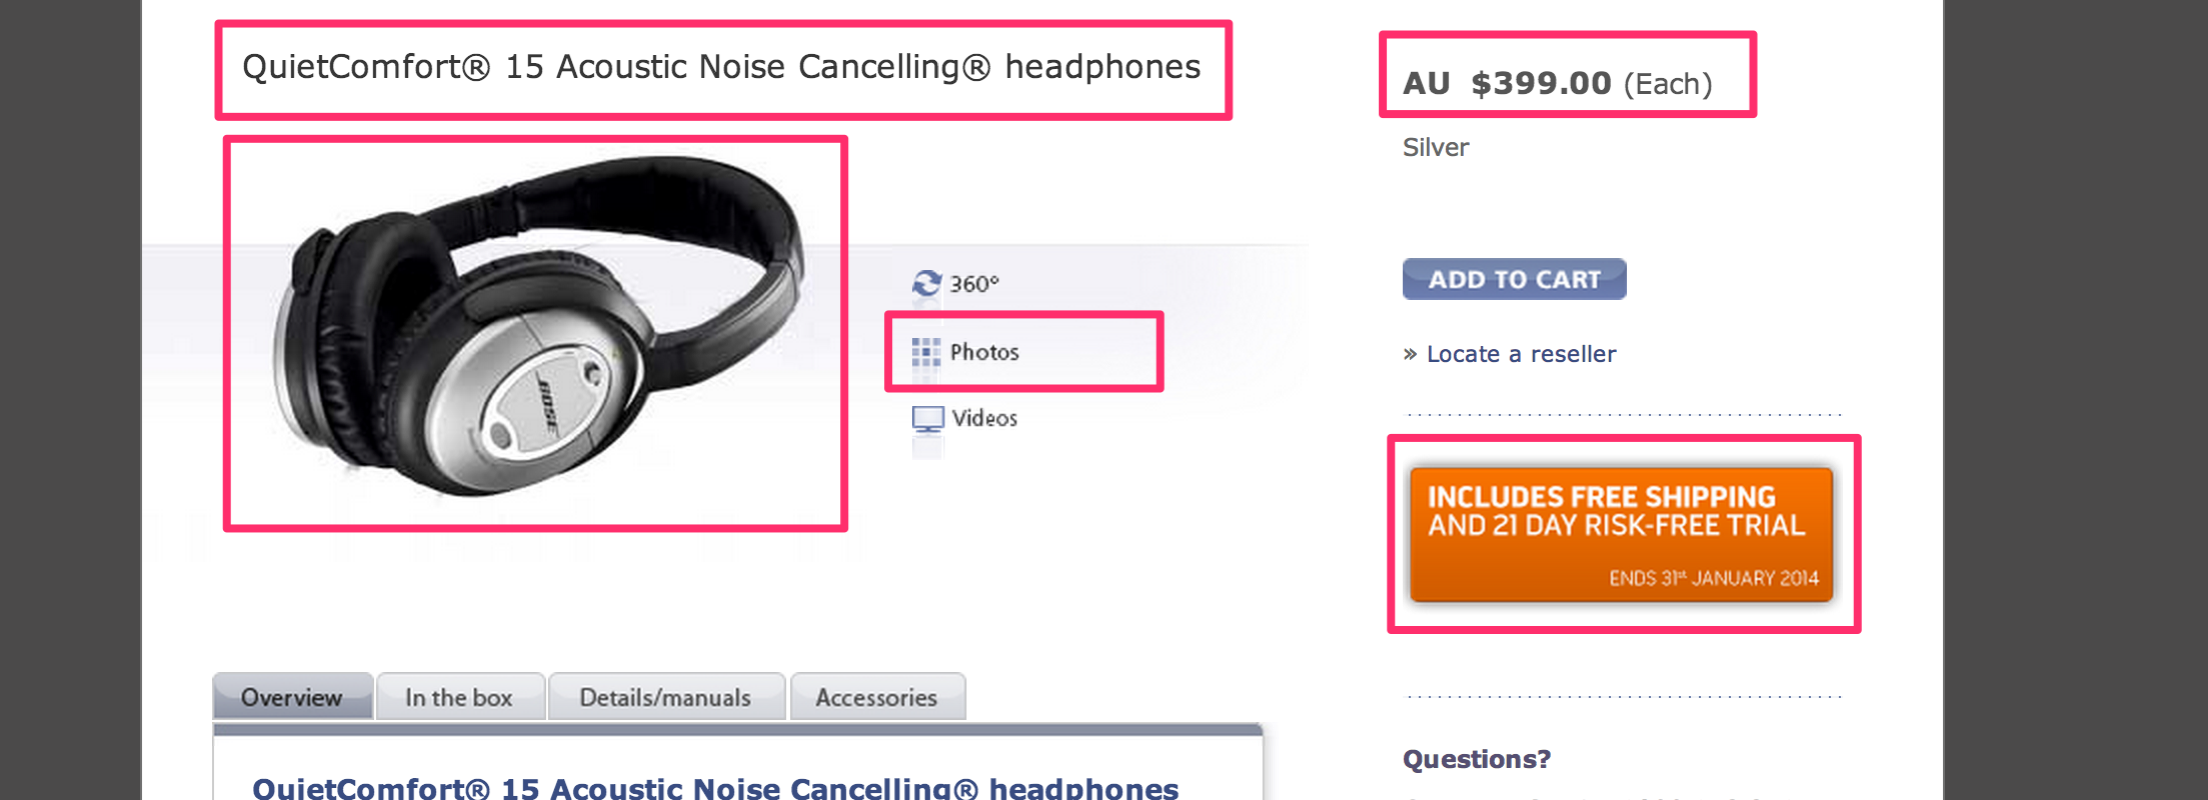 QuietComfort® 15 Acoustic Noise Cancelling® headphones
AU $399.00 (Each)
Silver
BOSE
360°
Photos
Videos
ADD TO CART
» Locate a reseller
INCLUDES FREE SHIPPING
AND 21 DAY RISK-FREE TRIAL
ENDS 31st JANUARY 2014
Overview
In the box
Details/manuals
Accessories
QuietComfort® 15 Acoustic Noise Cancelling® headphones
Questions?